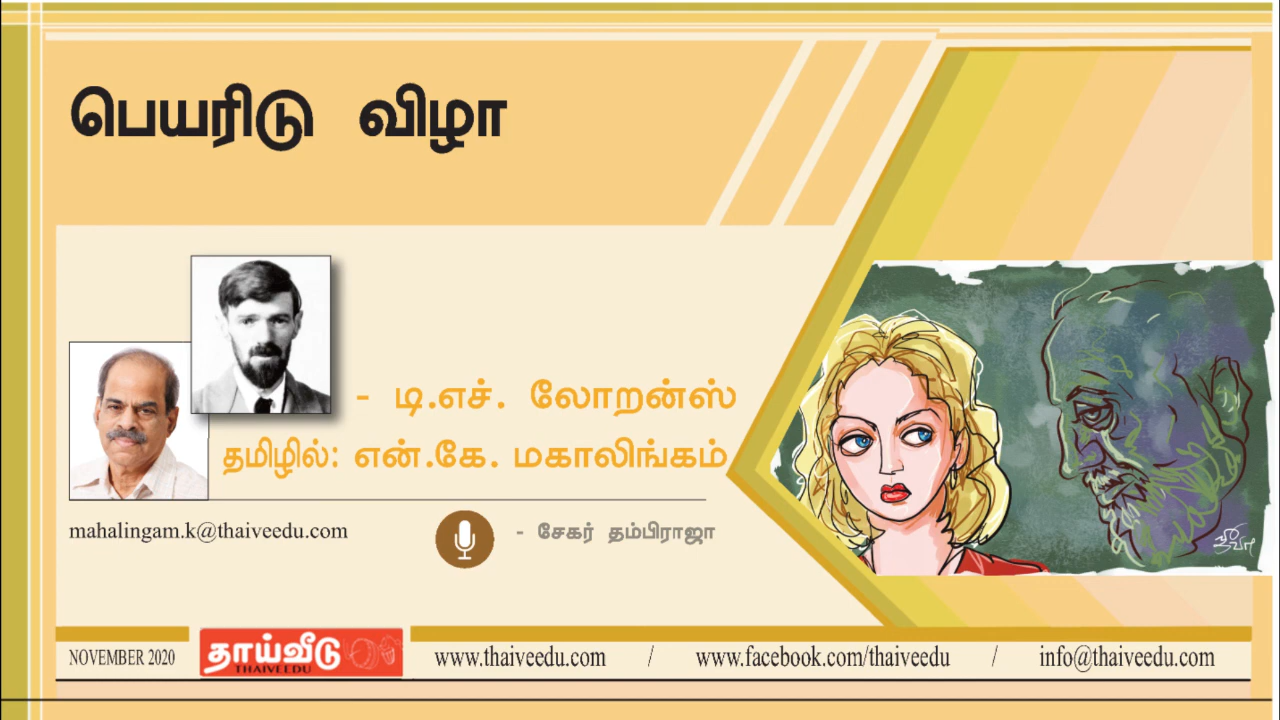 பெயரிடு விழா
- டி.எச். லோறன்ஸ்
தமிழில்: என்.கே. மகாலிங்கம்
mahalingam.k@thaiveedu.com
- சேகர் தம்பிராஜா
ஜீவா
NOVEMBER 2020
தாய்வீடு
THAIVEEDU
www.thaiveedu.com / www.facebook.com/thaiveedu / info@thaiveedu.com